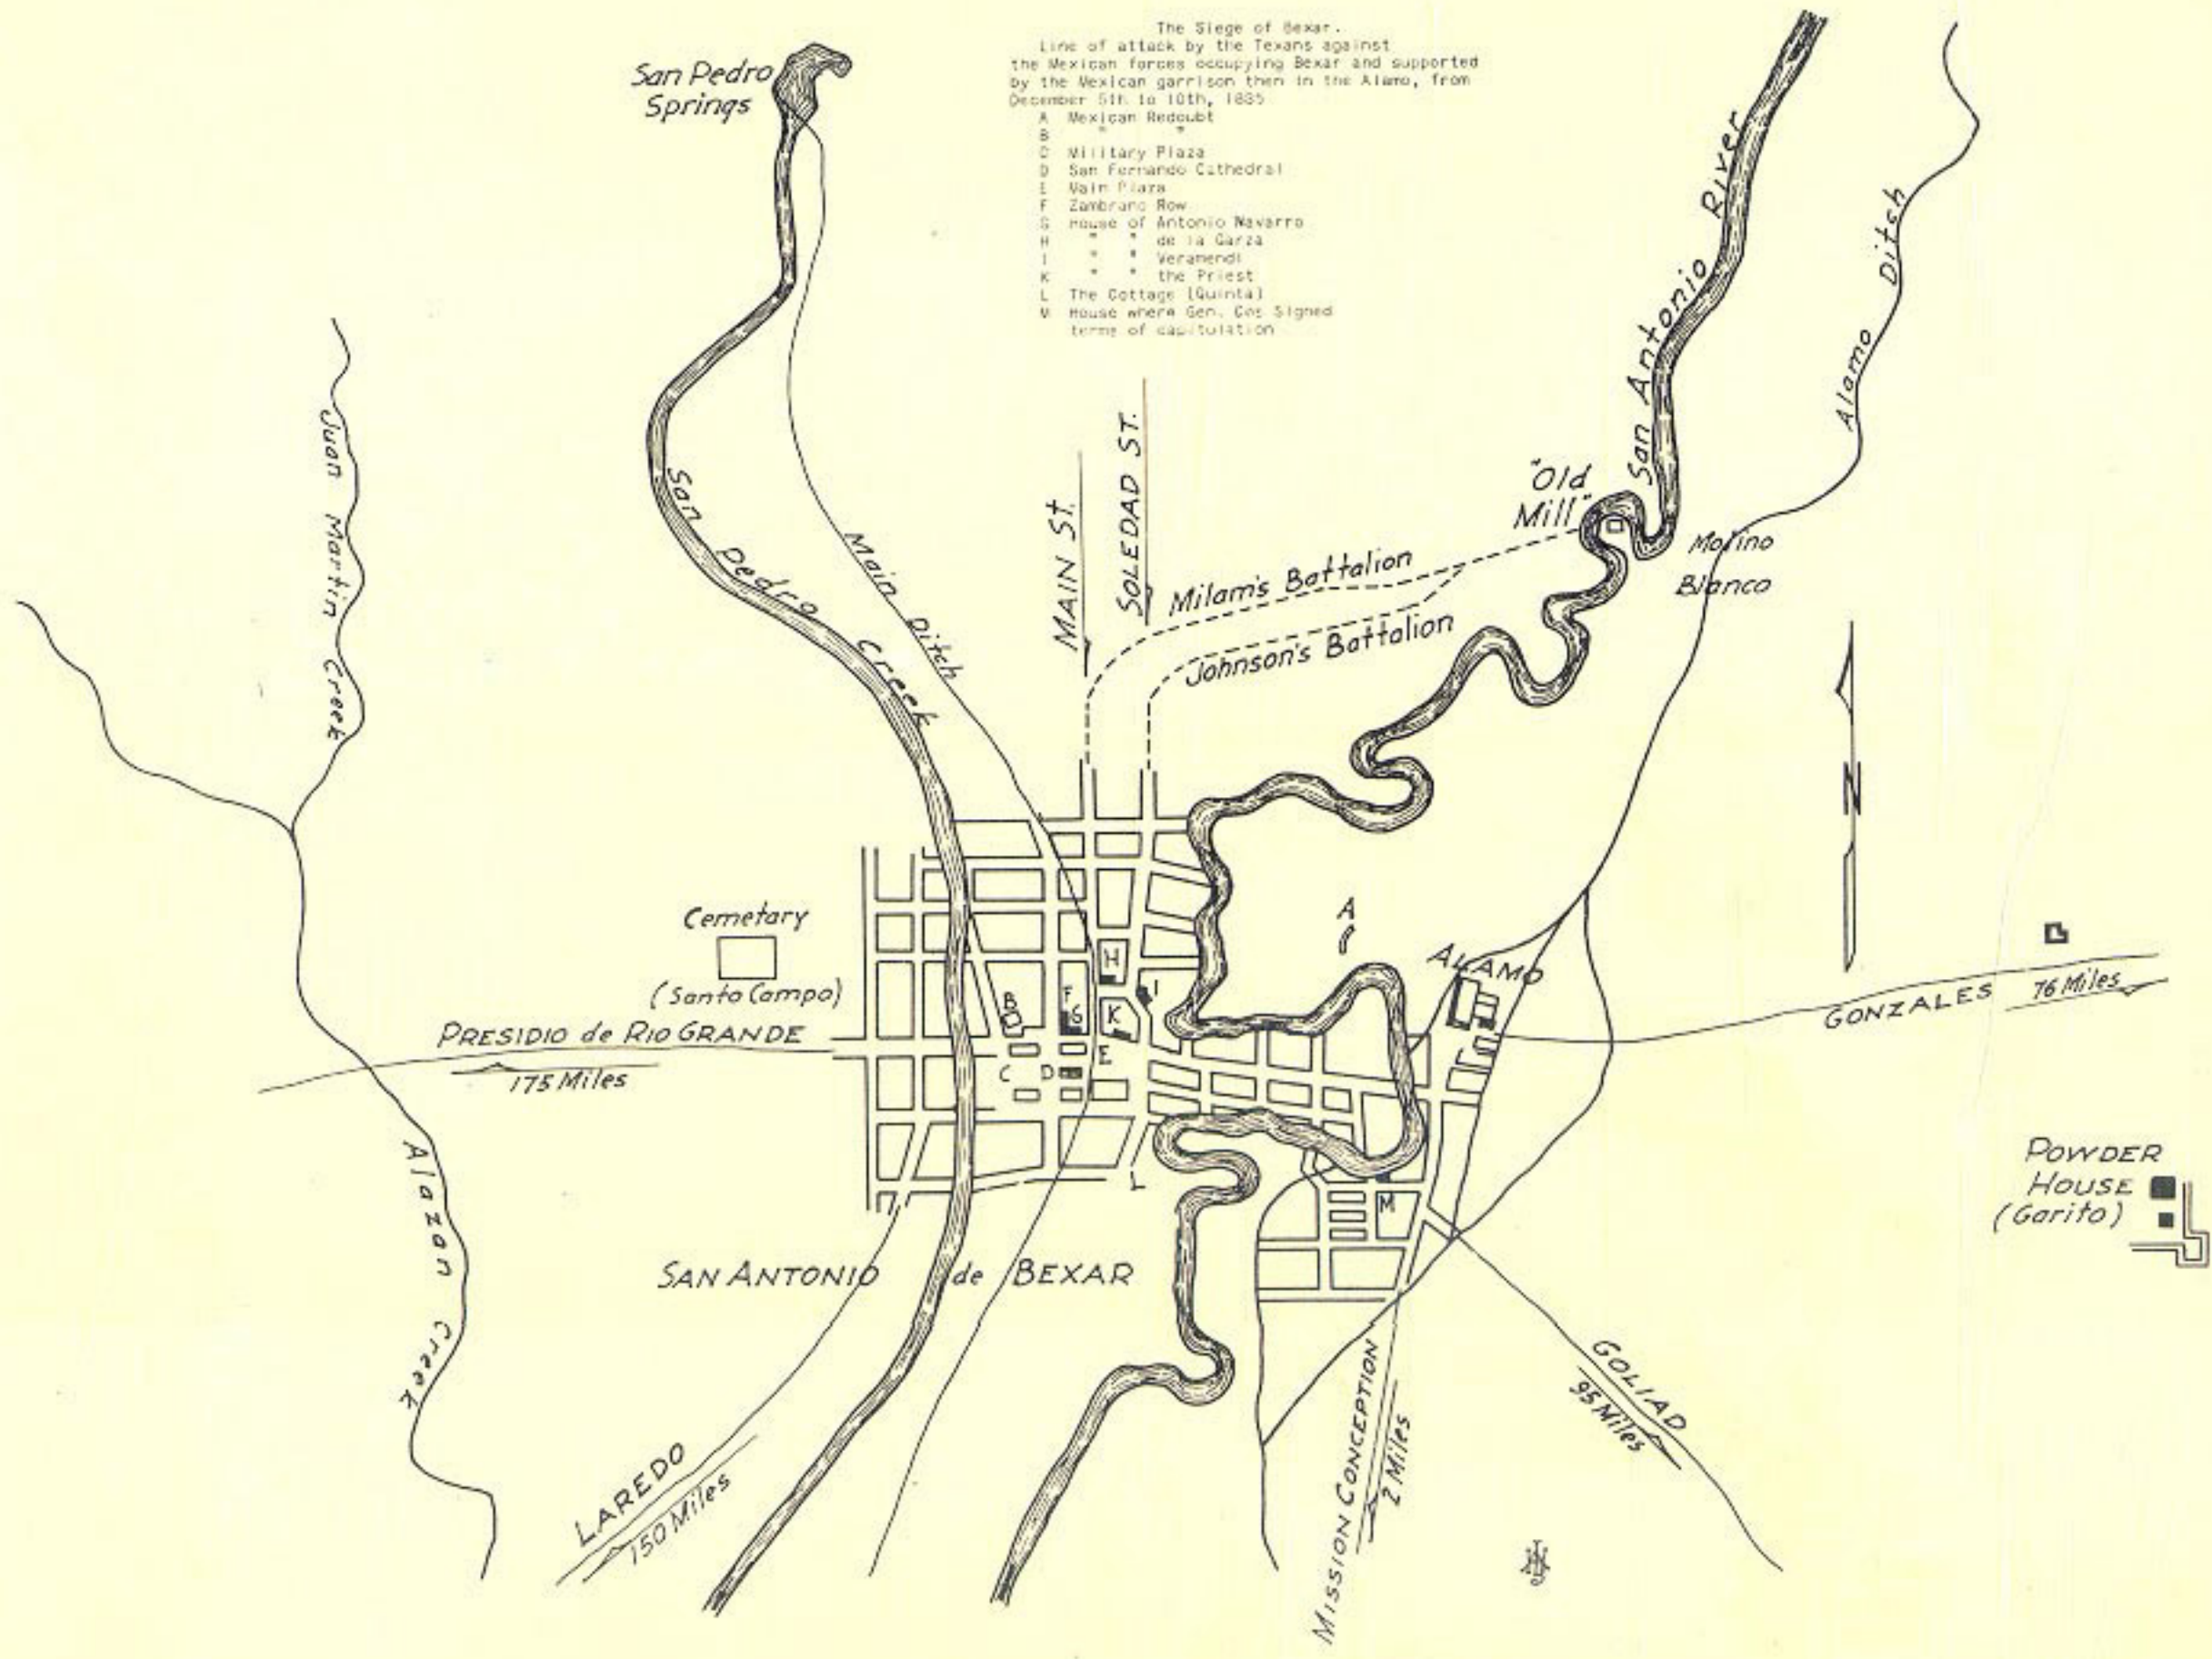 The Siege of Bexar.
Line of attack by the Texans against
the Mexican forces occupying Bexar and supported
by the Mexican garrison then in the Alamo, from
December 5th to 10th, 1835
A Mexican Redoubt
B " "
C Military Plaza
D San Fernando Cathedral
E Main Plaza
F Zambrano Row
G House of Antonio Navarro
H " " de la Garza
I " " Veramendi
K " " the Priest
L The Cottage (Quinta)
M House where Gen. Cos Signed
terms of capitulation
San Pedro
Springs
San Antonio River
Alamo Ditch
Juan Martin Creek
San Pedro Creek
Main Ditch
MAIN ST.
SOLEDAD ST.
"Old
Mill"
Molino
Blanco
Milam's Battalion
Johnson's Battalion
N
A
Cemetary
(Santo Campo)
ALAMO
H
I
B
F
G
K
E
C
D
L
M
PRESIDIO de RIO GRANDE
175 Miles
GONZALES
76 Miles
POWDER
HOUSE
(Garito)
Alazan Creek
SAN ANTONIO de BEXAR
LAREDO
150 Miles
MISSION CONCEPTION
2 Miles
GOLIAD
95 Miles